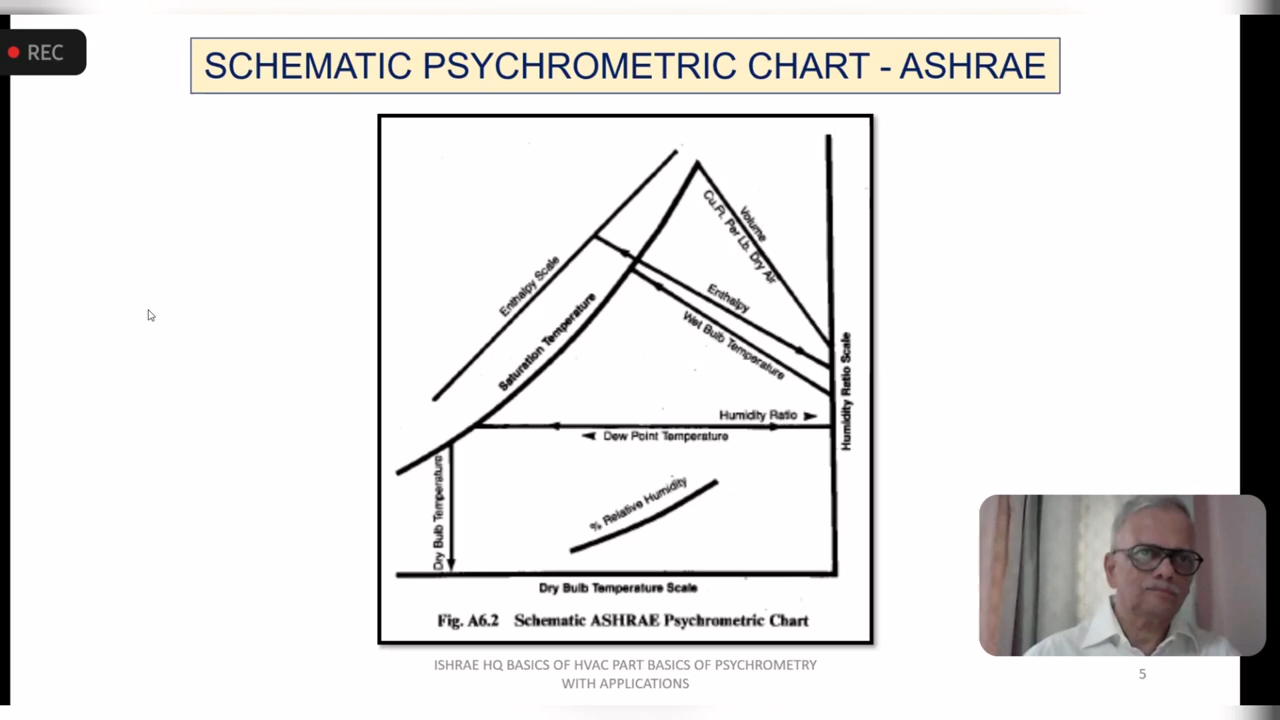 REC
SCHEMATIC PSYCHROMETRIC CHART - ASHRAE
Enthalpy Scale
Saturation Temperature
Volume
Cu.Ft. Per Lb. Dry Air
Enthalpy
Wet Bulb Temperature
Humidity Ratio Scale
Humidity Ratio
Dew Point Temperature
Dry Bulb Temperature
% Relative Humidity
Dry Bulb Temperature Scale
Fig. A6.2 Schematic ASHRAE Psychrometric Chart
ISHRAE HQ BASICS OF HVAC PART BASICS OF PSYCHROMETRY
WITH APPLICATIONS
5